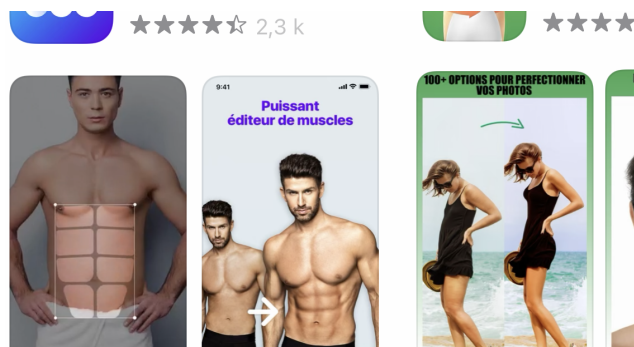 2,3 k
9:41
Puissant
éditeur de muscles
100+ OPTIONS POUR PERFECTIONNER
VOS PHOTOS